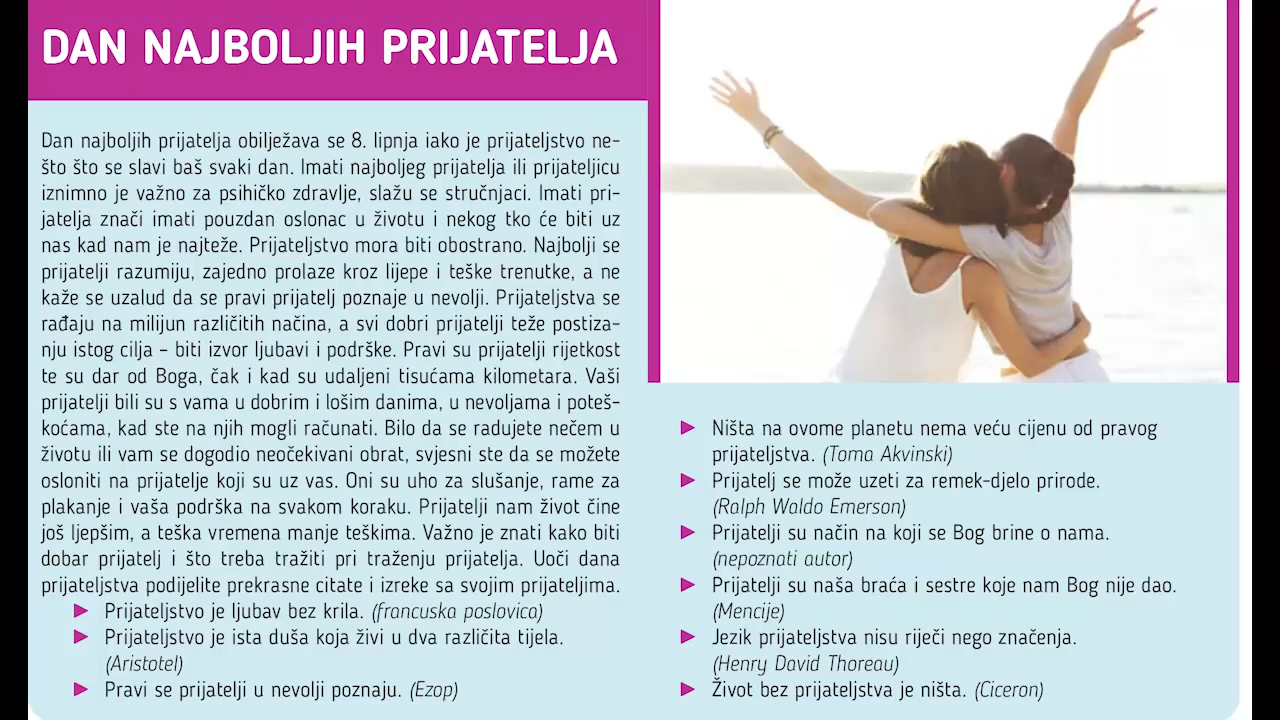 DAN NAJBOLJIH PRIJATELJA
Dan najboljih prijatelja obilježava se 8. lipnja iako je prijateljstvo ne-
što što se slavi baš svaki dan. Imati najboljeg prijatelja ili prijateljicu
iznimno je važno za psihičko zdravlje, slažu se stručnjaci. Imati pri-
jatelja znači imati pouzdan oslonac u životu i nekog tko će biti uz
nas kad nam je najteže. Prijateljstvo mora biti obostrano. Najbolji se
prijatelji razumiju, zajedno prolaze kroz lijepe i teške trenutke, a ne
kaže se uzalud da se pravi prijatelj poznaje u nevolji. Prijateljstva se
rađaju na milijun različitih načina, a svi dobri prijatelji teže postiza-
nju istog cilja – biti izvor ljubavi i podrške. Pravi su prijatelji rijetkost
te su dar od Boga, čak i kad su udaljeni tisućama kilometara. Vaši
prijatelji bili su s vama u dobrim i lošim danima, u nevoljama i poteš-
koćama, kad ste na njih mogli računati. Bilo da se radujete nečem u
životu ili vam se dogodio neočekivani obrat, svjesni ste da se možete
osloniti na prijatelje koji su uz vas. Oni su uho za slušanje, rame za
plakanje i vaša podrška na svakom koraku. Prijatelji nam život čine
još ljepšim, a teška vremena manje teškima. Važno je znati kako biti
dobar prijatelj i što treba tražiti pri traženju prijatelja. Uoči dana
prijateljstva podijelite prekrasne citate i izreke sa svojim prijateljima.
► Prijateljstvo je ljubav bez krila. (francuska poslovica)
► Prijateljstvo je ista duša koja živi u dva različita tijela.
(Aristotel)
► Pravi se prijatelji u nevolji poznaju. (Ezop)
► Ništa na ovome planetu nema veću cijenu od pravog
prijateljstva. (Toma Akvinski)
► Prijatelj se može uzeti za remek-djelo prirode.
(Ralph Waldo Emerson)
► Prijatelji su način na koji se Bog brine o nama.
(nepoznati autor)
► Prijatelji su naša braća i sestre koje nam Bog nije dao.
(Mencije)
► Jezik prijateljstva nisu riječi nego značenja.
(Henry David Thoreau)
► Život bez prijateljstva je ništa. (Ciceron)